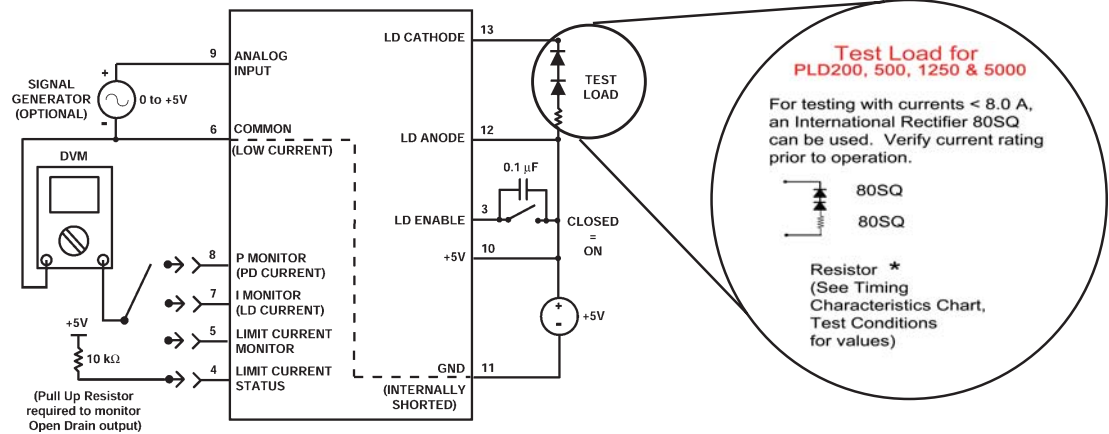 SIGNAL
GENERATOR
(OPTIONAL)
+
-
0 to +5V
DVM
+5V
10 kΩ
(Pull Up Resistor
required to monitor
Open Drain output)
9
ANALOG
INPUT
6
COMMON
(LOW CURRENT)
8
P MONITOR
(PD CURRENT)
7
I MONITOR
(LD CURRENT)
5
LIMIT CURRENT
MONITOR
4
LIMIT CURRENT
STATUS
LD CATHODE
13
LD ANODE
12
LD ENABLE
3
+5V
10
GND
11
(INTERNALLY
SHORTED)
TEST
LOAD
0.1 µF
CLOSED
=
ON
+
-
+5V
Test Load for
PLD200, 500, 1250 & 5000
For testing with currents < 8.0 A,
an International Rectifier 80SQ
can be used. Verify current rating
prior to operation.
80SQ
80SQ
Resistor *
(See Timing
Characteristics Chart,
Test Conditions
for values)